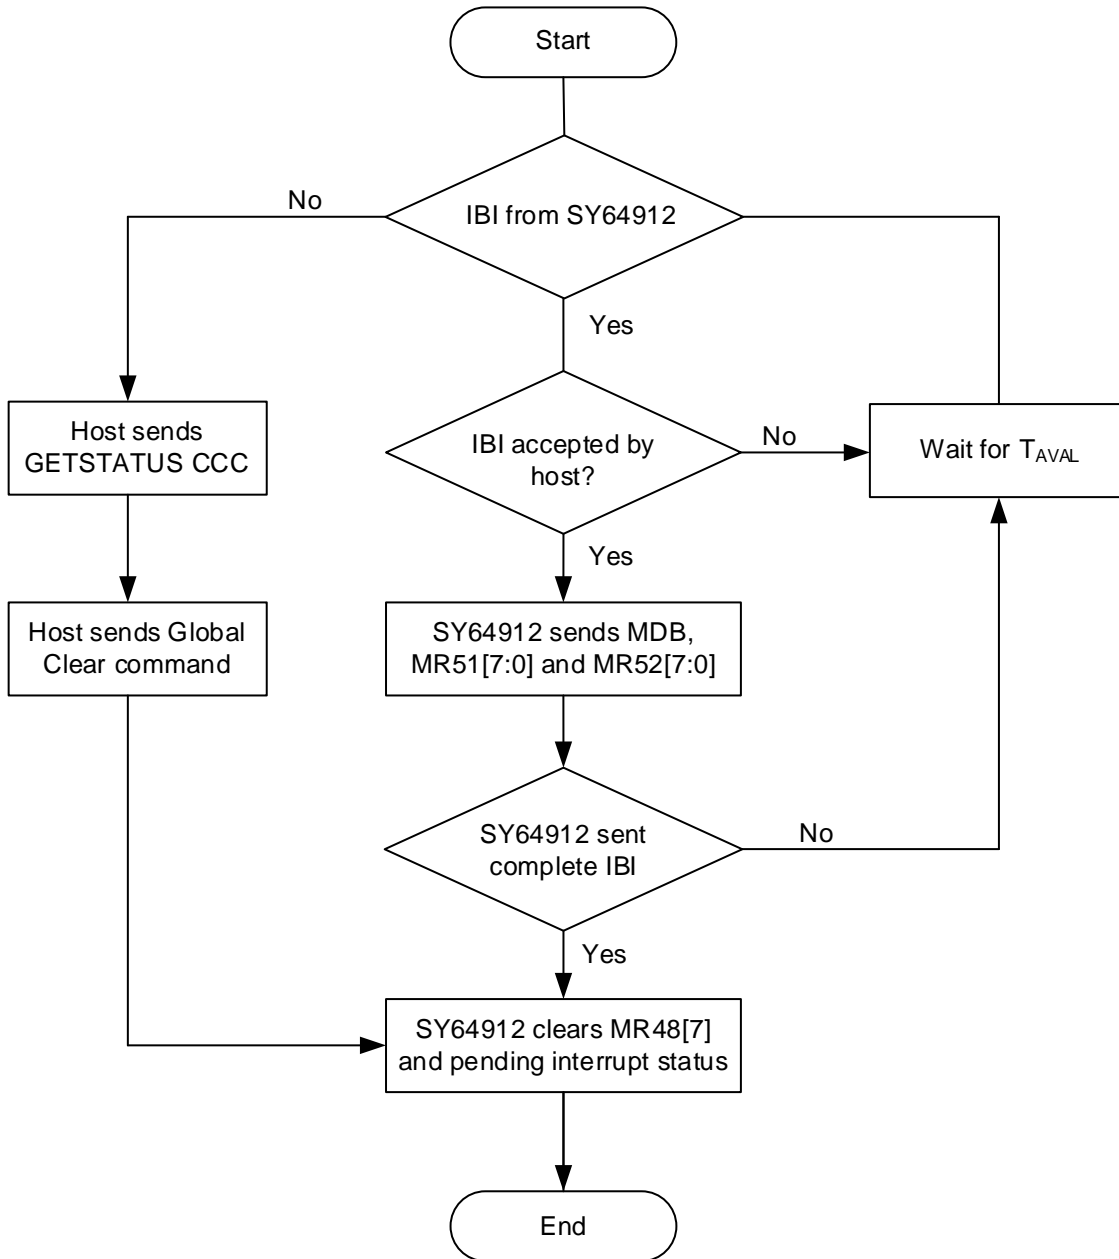 Start
No
IBI from SY64912
Yes
Host sends
GETSTATUS CCC
IBI accepted by
host?
No
Wait for TAVAL
Yes
Host sends Global
Clear command
SY64912 sends MDB,
MR51[7:0] and MR52[7:0]
SY64912 sent
complete IBI
No
Yes
SY64912 clears MR48[7]
and pending interrupt status
End